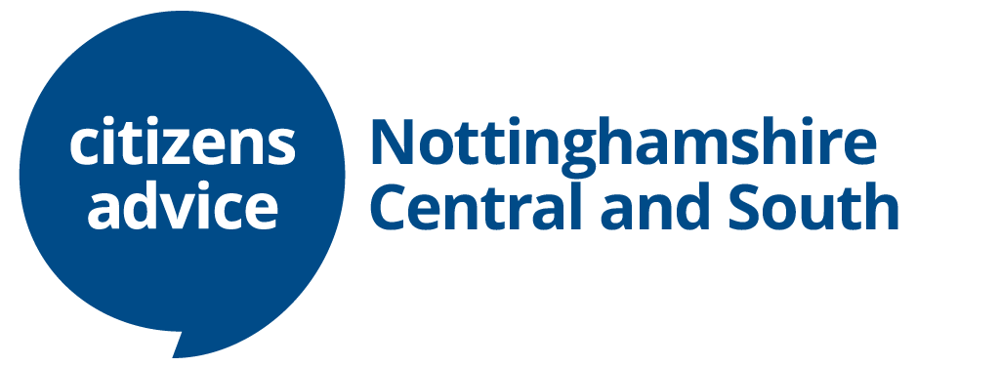 citizens
advice
Nottinghamshire
Central and South